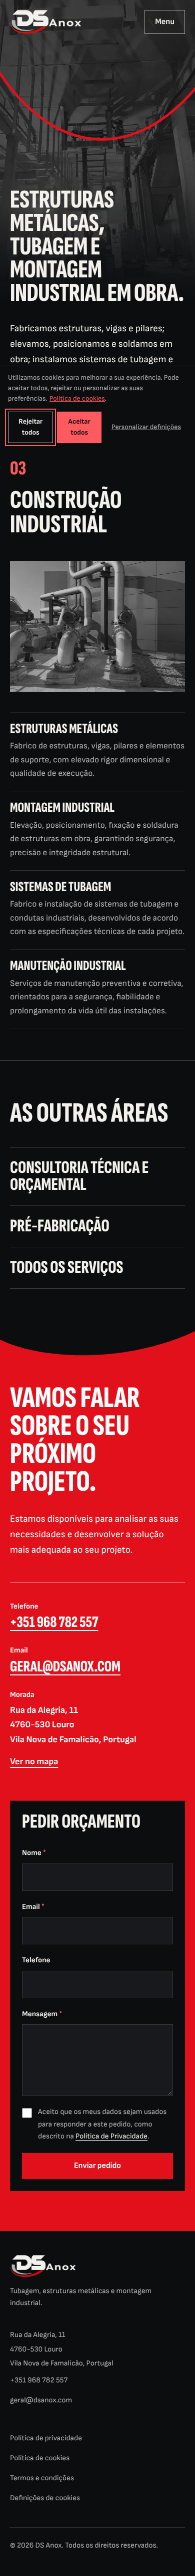 DS Anox
Menu
ESTRUTURAS
METÁLICAS,
TUBAGEM E
MONTAGEM
INDUSTRIAL EM OBRA.
Fabricamos estruturas, vigas e pilares;
elevamos, posicionamos e soldamos em
obra; instalamos sistemas de tubagem e
Utilizamos cookies para melhorar a sua experiência. Pode
aceitar todos, rejeitar ou personalizar as suas
preferências. Política de cookies.
Rejeitar
todos
Aceitar
todos
Personalizar definições
03
CONSTRUÇÃO
INDUSTRIAL
ESTRUTURAS METÁLICAS
Fabrico de estruturas, vigas, pilares e elementos
de suporte, com elevado rigor dimensional e
qualidade de execução.
MONTAGEM INDUSTRIAL
Elevação, posicionamento, fixação e soldadura
de estruturas em obra, garantindo segurança,
precisão e integridade estrutural.
SISTEMAS DE TUBAGEM
Fabrico e instalação de sistemas de tubagem e
condutas industriais, desenvolvidos de acordo
com as especificações técnicas de cada projeto.
MANUTENÇÃO INDUSTRIAL
Serviços de manutenção preventiva e corretiva,
orientados para a segurança, fiabilidade e
prolongamento da vida útil das instalações.
AS OUTRAS ÁREAS
CONSULTORIA TÉCNICA E
ORÇAMENTAL
PRÉ-FABRICAÇÃO
TODOS OS SERVIÇOS
VAMOS FALAR
SOBRE O SEU
PRÓXIMO
PROJETO.
Estamos disponíveis para analisar as suas
necessidades e desenvolver a solução
mais adequada ao seu projeto.
Telefone
+351 968 782 557
Email
GERAL@DSANOX.COM
Morada
Rua da Alegria, 11
4760-530 Louro
Vila Nova de Famalicão, Portugal
Ver no mapa
PEDIR ORÇAMENTO
Nome *
Email *
Telefone
Mensagem *
Aceito que os meus dados sejam usados
para responder a este pedido, como
descrito na Política de Privacidade.
Enviar pedido
DS Anox
Tubagem, estruturas metálicas e montagem
industrial.
Rua da Alegria, 11
4760-530 Louro
Vila Nova de Famalicão, Portugal
+351 968 782 557
geral@dsanox.com
Política de privacidade
Política de cookies
Termos e condições
Definições de cookies
© 2026 DS Anox. Todos os direitos reservados.